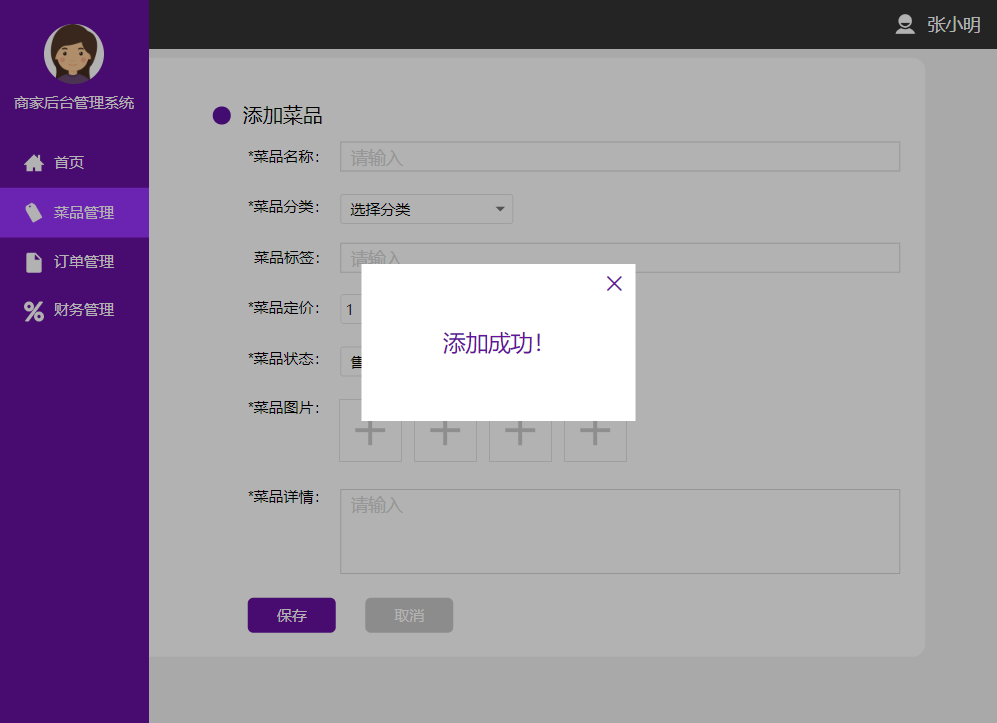 张小明
商家后台管理系统
首页
菜品管理
订单管理
财务管理
添加菜品
*菜品名称： 请输入
*菜品分类： 选择分类
菜品标签： 请输入
*菜品定价： 1
*菜品状态： 售
*菜品图片：
添加成功！
*菜品详情： 请输入
保存 取消